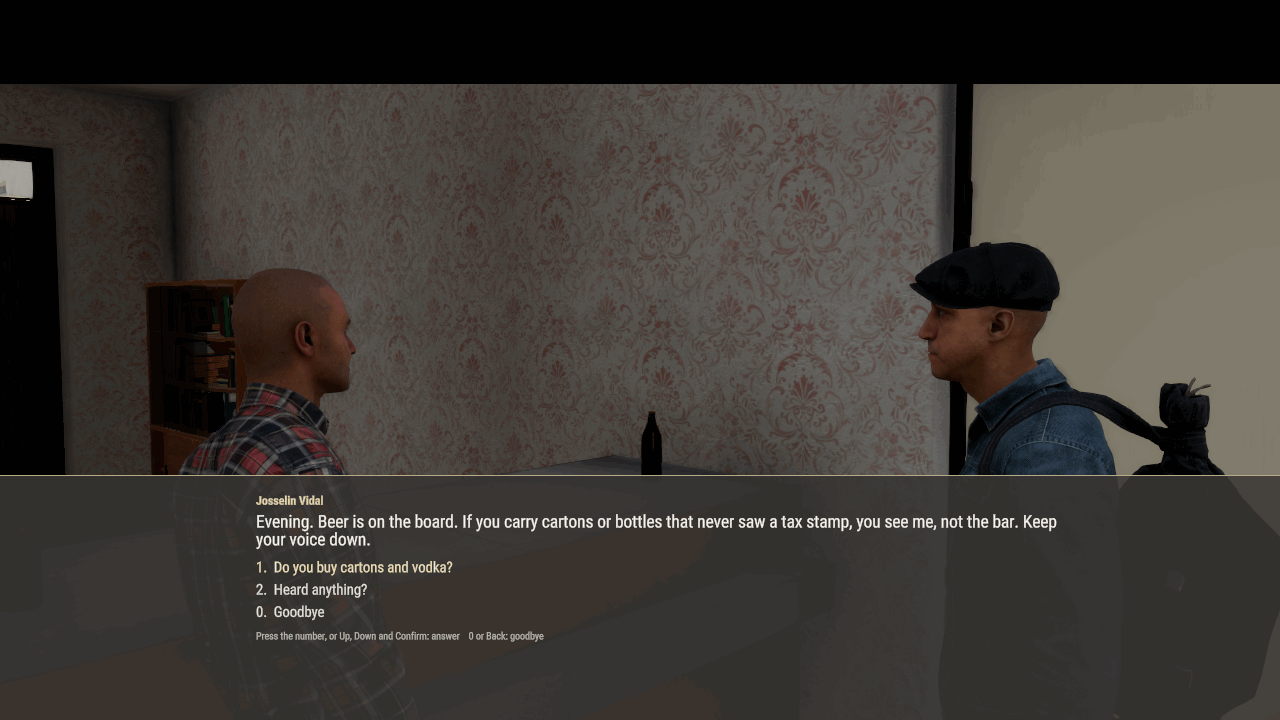 Josselin Vidal
Evening. Beer is on the board. If you carry cartons or bottles that never saw a tax stamp, you see me, not the bar. Keep
your voice down.
1. Do you buy cartons and vodka?
2. Heard anything?
0. Goodbye
Press the number, or Up, Down and Confirm: answer 0 or Back: goodbye